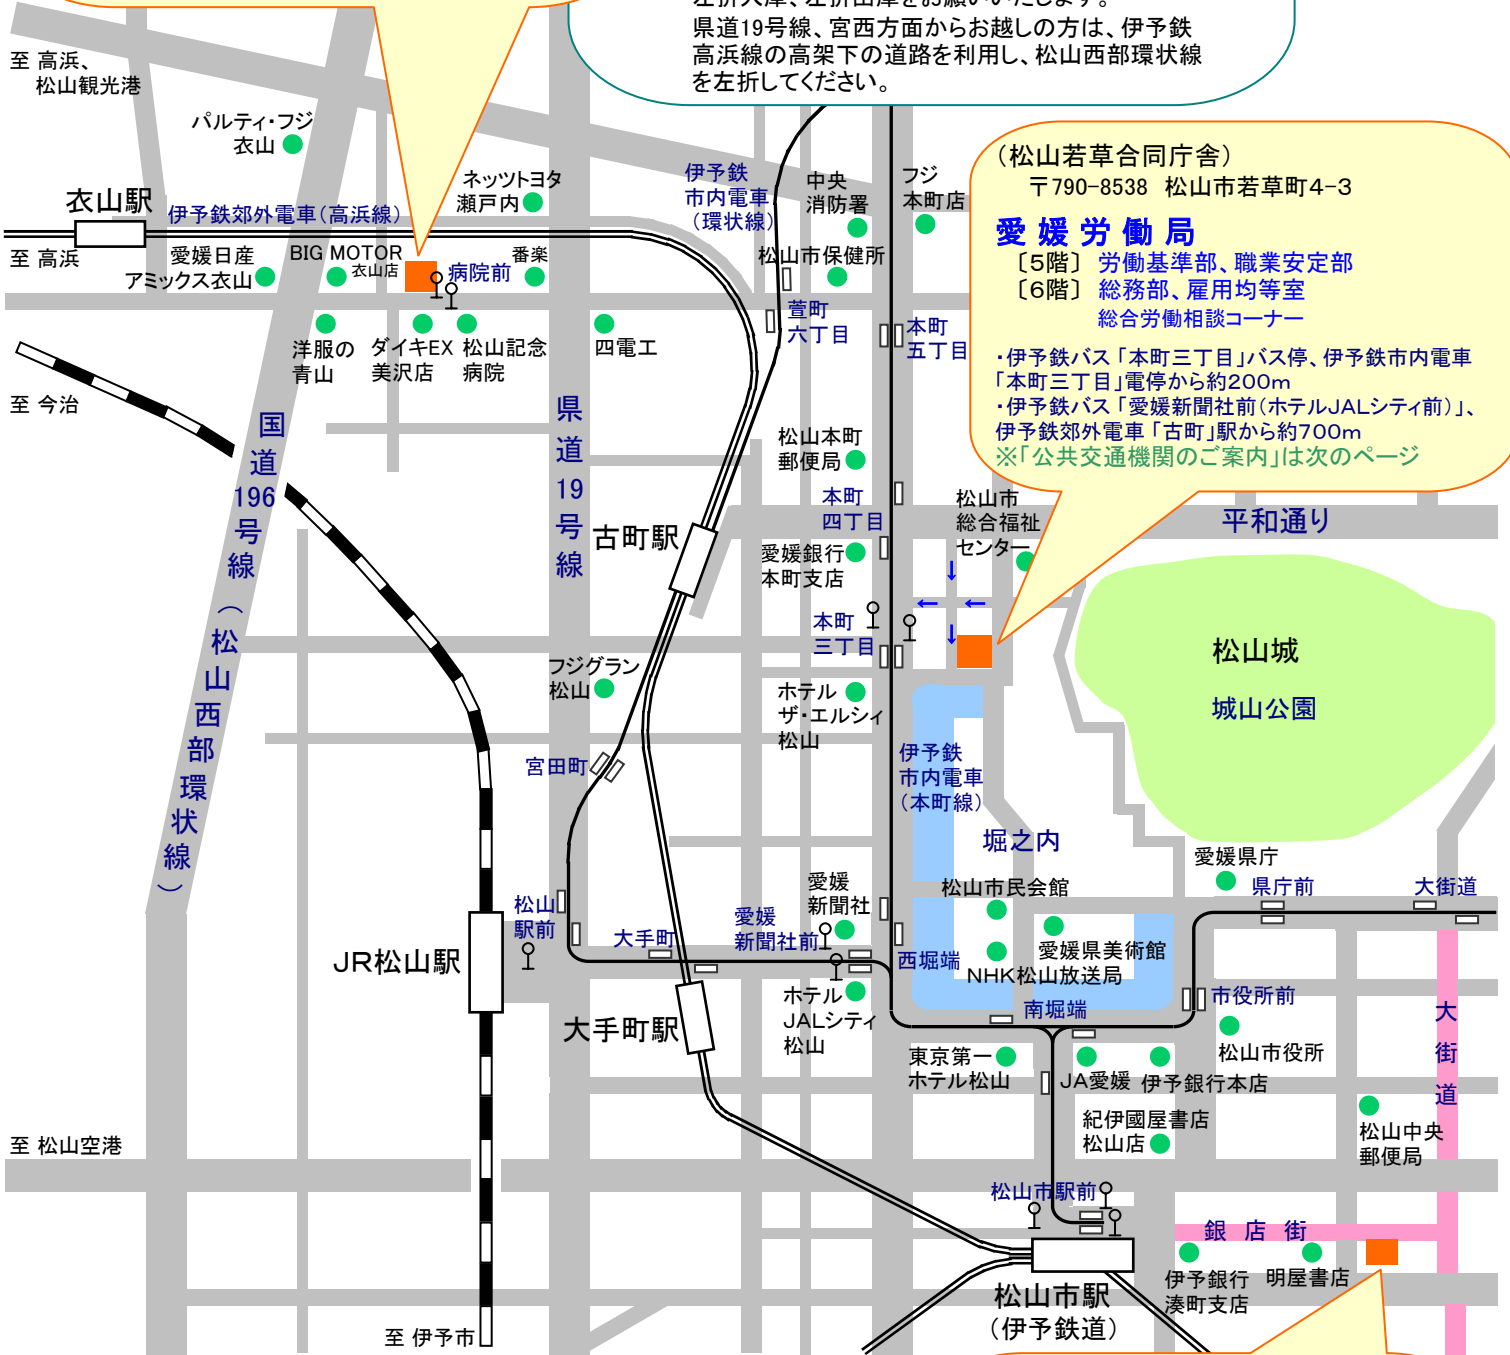 左折入庫、左折出庫をお願いいたします。
県道19号線、宮西方面からお越しの方は、伊予鉄
高浜線の高架下の道路を利用し、松山西部環状線
を左折してください。
至 高浜、
松山観光港
パルティ・フジ
衣山
衣山駅
伊予鉄郊外電車(高浜線)
至 高浜
愛媛日産
アミックス衣山
BIG MOTOR
衣山店
病院前
ネッツトヨタ
瀬戸内
番楽
伊予鉄
市内電車
(環状線)
中央
消防署
フジ
本町店
松山市保健所
萱町
六丁目
本町
五丁目
(松山若草合同庁舎)
〒790-8538 松山市若草町4-3
愛媛労働局
〔5階〕 労働基準部、職業安定部
〔6階〕 総務部、雇用均等室
総合労働相談コーナー
・伊予鉄バス「本町三丁目」バス停、伊予鉄市内電車
「本町三丁目」電停から約200m
・伊予鉄バス「愛媛新聞社前(ホテルJALシティ前)」、
伊予鉄郊外電車「古町」駅から約700m
※「公共交通機関のご案内」は次のページ
洋服の
青山
ダイキEX
美沢店
松山記念
病院
四電工
至 今治
国道196号線(松山西部環状線)
県道19号線
松山本町
郵便局
本町
四丁目
松山市
総合福祉
センター
平和通り
古町駅
愛媛銀行
本町支店
本町
三丁目
松山城
城山公園
フジグラン
松山
ホテル
ザ・エルシィ
松山
宮田町
伊予鉄
市内電車
(本町線)
堀之内
愛媛県庁
県庁前
大街道
松山市民会館
愛媛
新聞社
松山
駅前
大手町
愛媛
新聞社前
西堀端
愛媛県美術館
NHK松山放送局
JR松山駅
ホテル
JALシティ
松山
南堀端
市役所前
大手町駅
松山市役所
大街道
東京第一
ホテル松山
JA愛媛
伊予銀行本店
紀伊國屋書店
松山店
松山中央
郵便局
至 松山空港
松山市駅前
銀店街
伊予銀行
湊町支店
明屋書店
松山市駅
(伊予鉄道)
至 伊予市